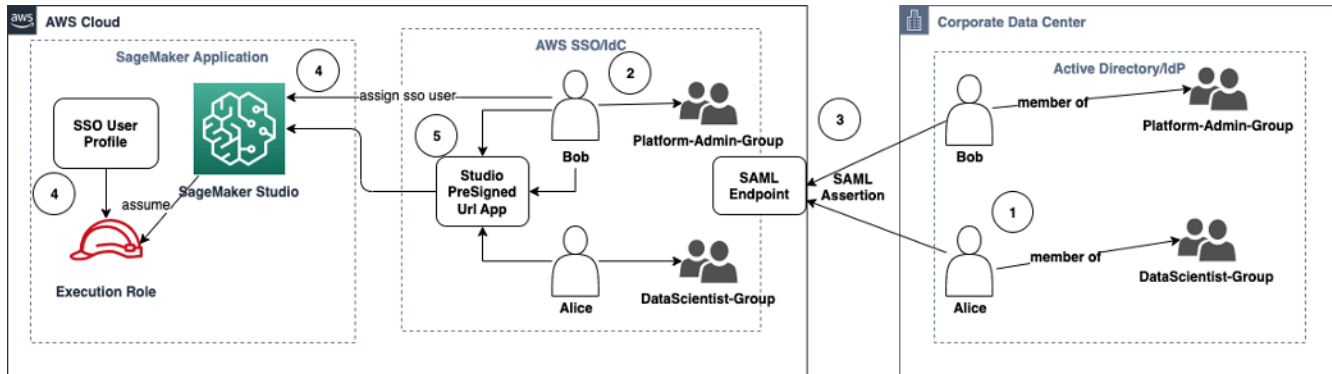 aws
AWS Cloud
SageMaker Application
4
SSO User
Profile
SageMaker Studio
4
assume
Execution Role
AWS SSO/IdC
2
assign sso user
Platform-Admin-Group
Bob
5
Studio
PreSigned
Url App
Alice
DataScientist-Group
3
SAML
Endpoint
SAML
Assertion
Corporate Data Center
Active Directory/IdP
member of
Platform-Admin-Group
Bob
1
member of
DataScientist-Group
Alice